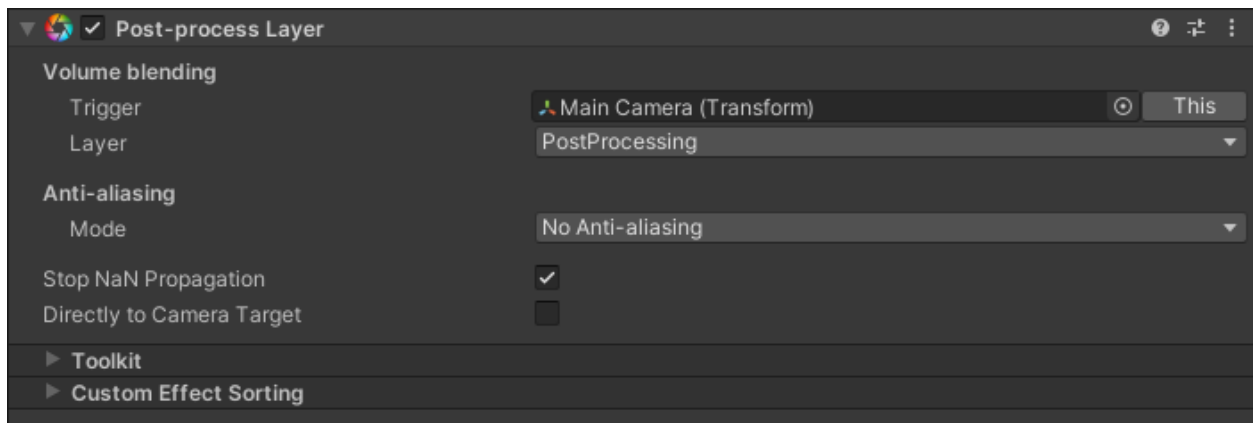 Post-process Layer
Volume blending
Trigger Main Camera (Transform) This
Layer PostProcessing
Anti-aliasing
Mode No Anti-aliasing
Stop NaN Propagation
Directly to Camera Target
Toolkit
Custom Effect Sorting